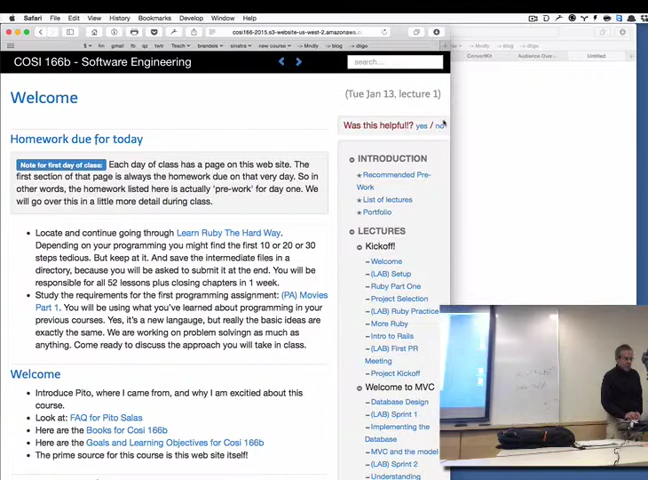 Safari File Edit View History Bookmarks Develop Window Help
cosi166-2015.s3-website-us-west-2.amazonaws.
COSI 166b - Software Engineering
search...
ConvertKit Audience Over Untitled
Welcome
(Tue Jan 13, lecture 1)
Was this helpful!? yes / no
Homework due for today
Note for first day of class: Each day of class has a page on this web site. The
first section of that page is always the homework due on that very day. So in
other words, the homework listed here is actually 'pre-work' for day one. We
will go over this in a little more detail during class.
Locate and continue going through Learn Ruby The Hard Way.
Depending on your programming you might find the first 10 or 20 or 30
steps tedious. But keep at it. And save the intermediate files in a
directory, because you will be asked to submit it at the end. You will be
responsible for all 52 lessons plus closing chapters in 1 week.
Study the requirements for the first programming assignment: (PA) Movies
Part 1. You will be using what you've learned about programming in your
previous courses. Yes, it's a new langauge, but really the basic ideas are
exactly the same. We are working on problem solvingn as much as
anything. Come ready to discuss the approach you will take in class.
Welcome
Introduce Pito, where I came from, and why I am excitied about this
course.
Look at: FAQ for Pito Salas
Here are the Books for Cosi 166b
Here are the Goals and Learning Objectives for Cosi 166b
The prime source for this course is this web site itself!
INTRODUCTION
Recommended Pre-
Work
List of lectures
Portfolio
LECTURES
Kickoff!
Welcome
(LAB) Setup
Ruby Part One
Project Selection
(LAB) Ruby Practice
More Ruby
Intro to Rails
(LAB) First PR
Meeting
Project Kickoff
Welcome to MVC
Database Design
(LAB) Sprint 1
Implementing the
Database
MVC and the model
(LAB) Sprint 2
Understanding